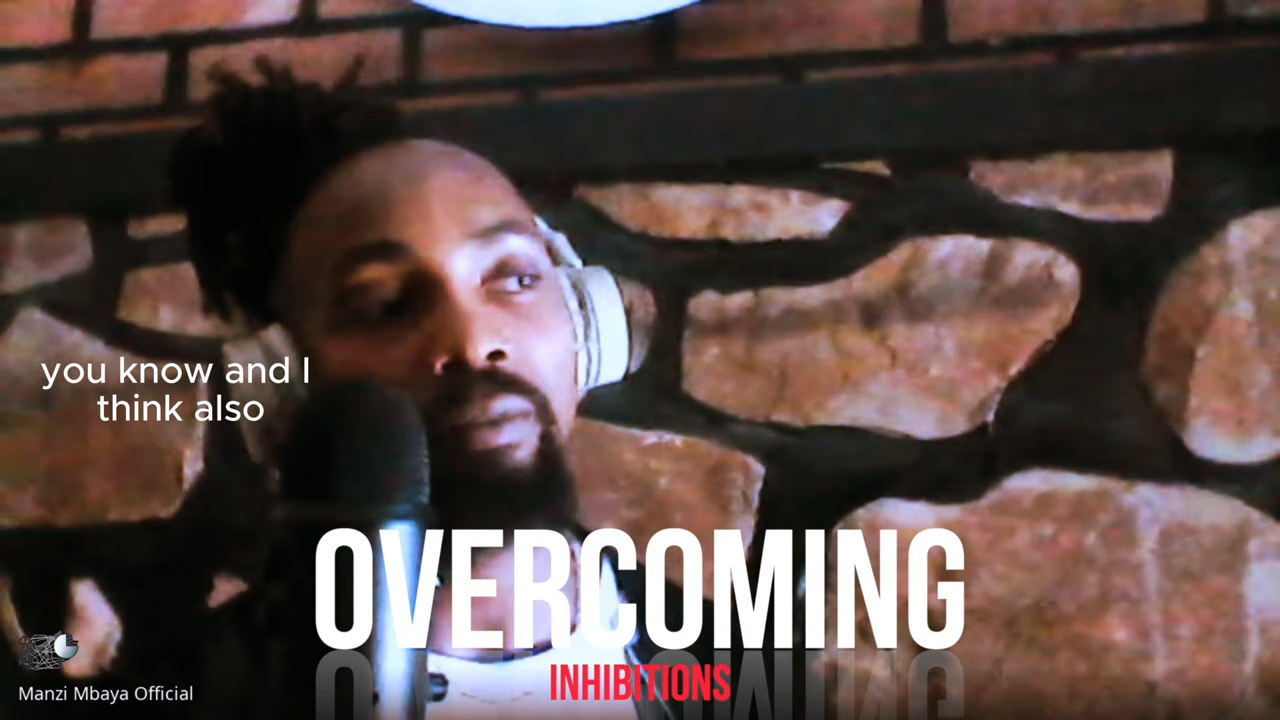 you know and I
think also
OVERCOMING
INHIBITIONS
Manzi Mbaya Official